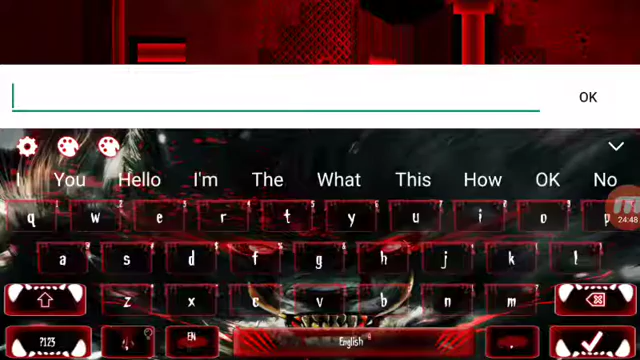 OK
I You Hello I'm The What This How OK No
q w e r t y u i o p
24:48
a s d f g h j k l
z x c v b n m
?123 EN English .